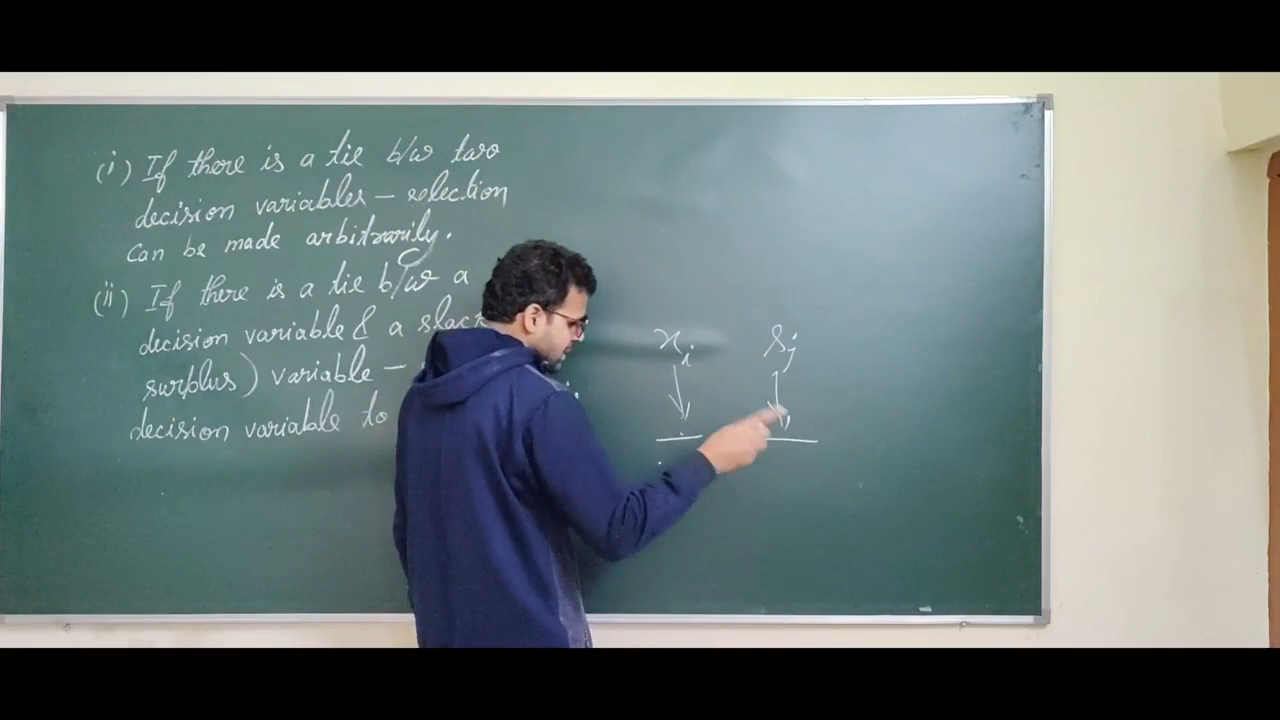 (i) If there is a tie b/w two
decision variables – selection
can be made arbitrarily.
(ii) If there is a tie b/w a
decision variable & a slack
surplus) variable –
decision variable to
xi sj